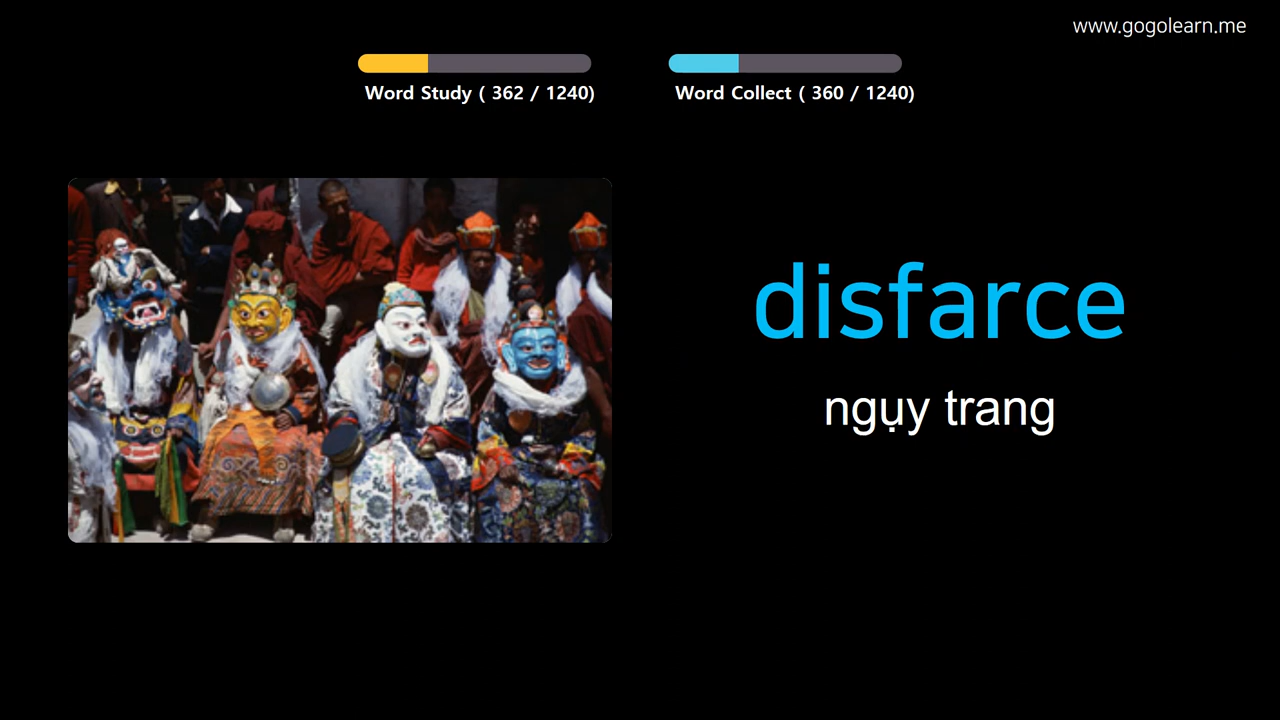 www.gogolearn.me
Word Study ( 362 / 1240)
Word Collect ( 360 / 1240)
disfarce
ngụy trang